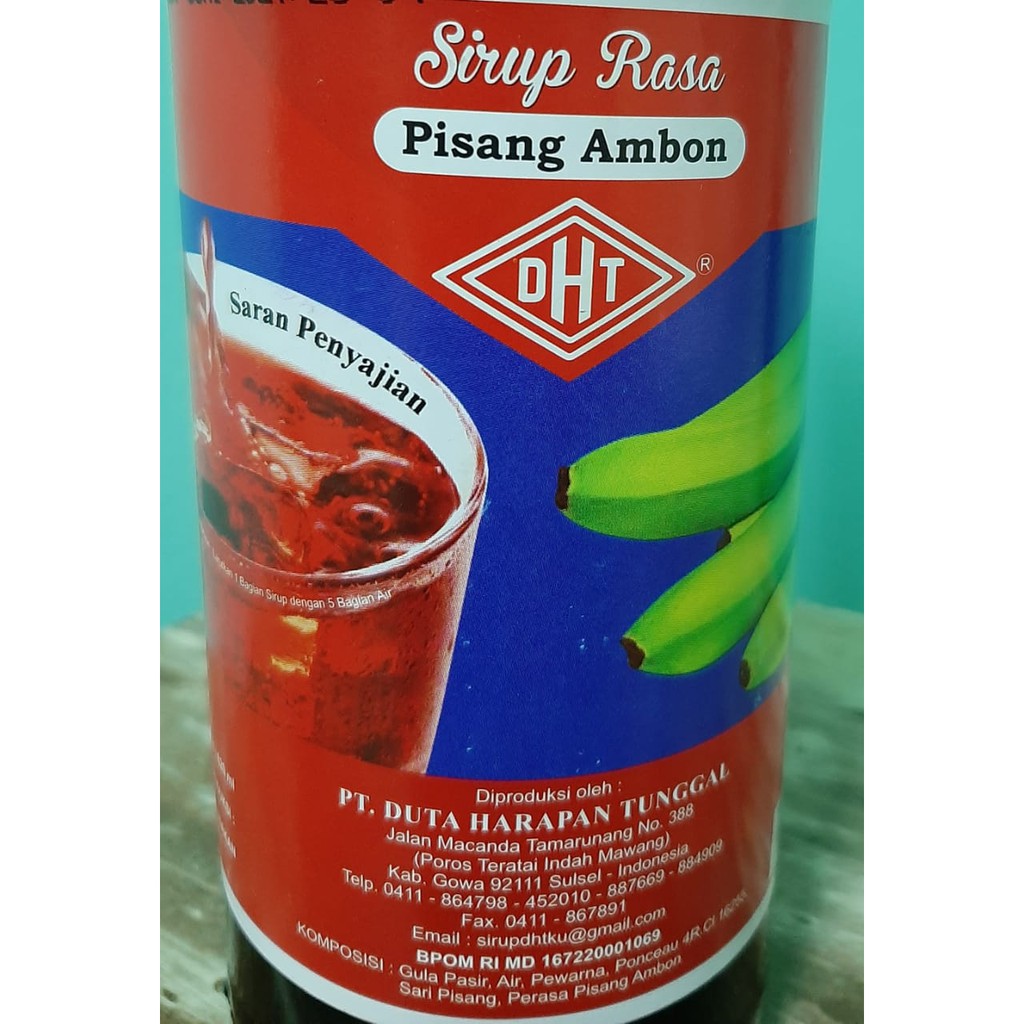 Sirup Rasa
Pisang Ambon
DHT
®
Saran Penyajian
1 Bagian Sirup dengan 5 Bagian Air
ml
Diproduksi oleh :
PT. DUTA HARAPAN TUNGGAL
Jalan Macanda Tamarunang No. 388
(Poros Teratai Indah Mawang)
Kab. Gowa 92111 Sulsel - Indonesia
Telp. 0411 - 864798 - 452010 - 887669 - 884909
Fax. 0411 - 867891
Email : sirupdhtku@gmail.com
BPOM RI MD 167220001069
KOMPOSISI : Gula Pasir, Air, Pewarna, Ponceau 4R.CI 16255
Sari Pisang, Perasa Pisang Ambon